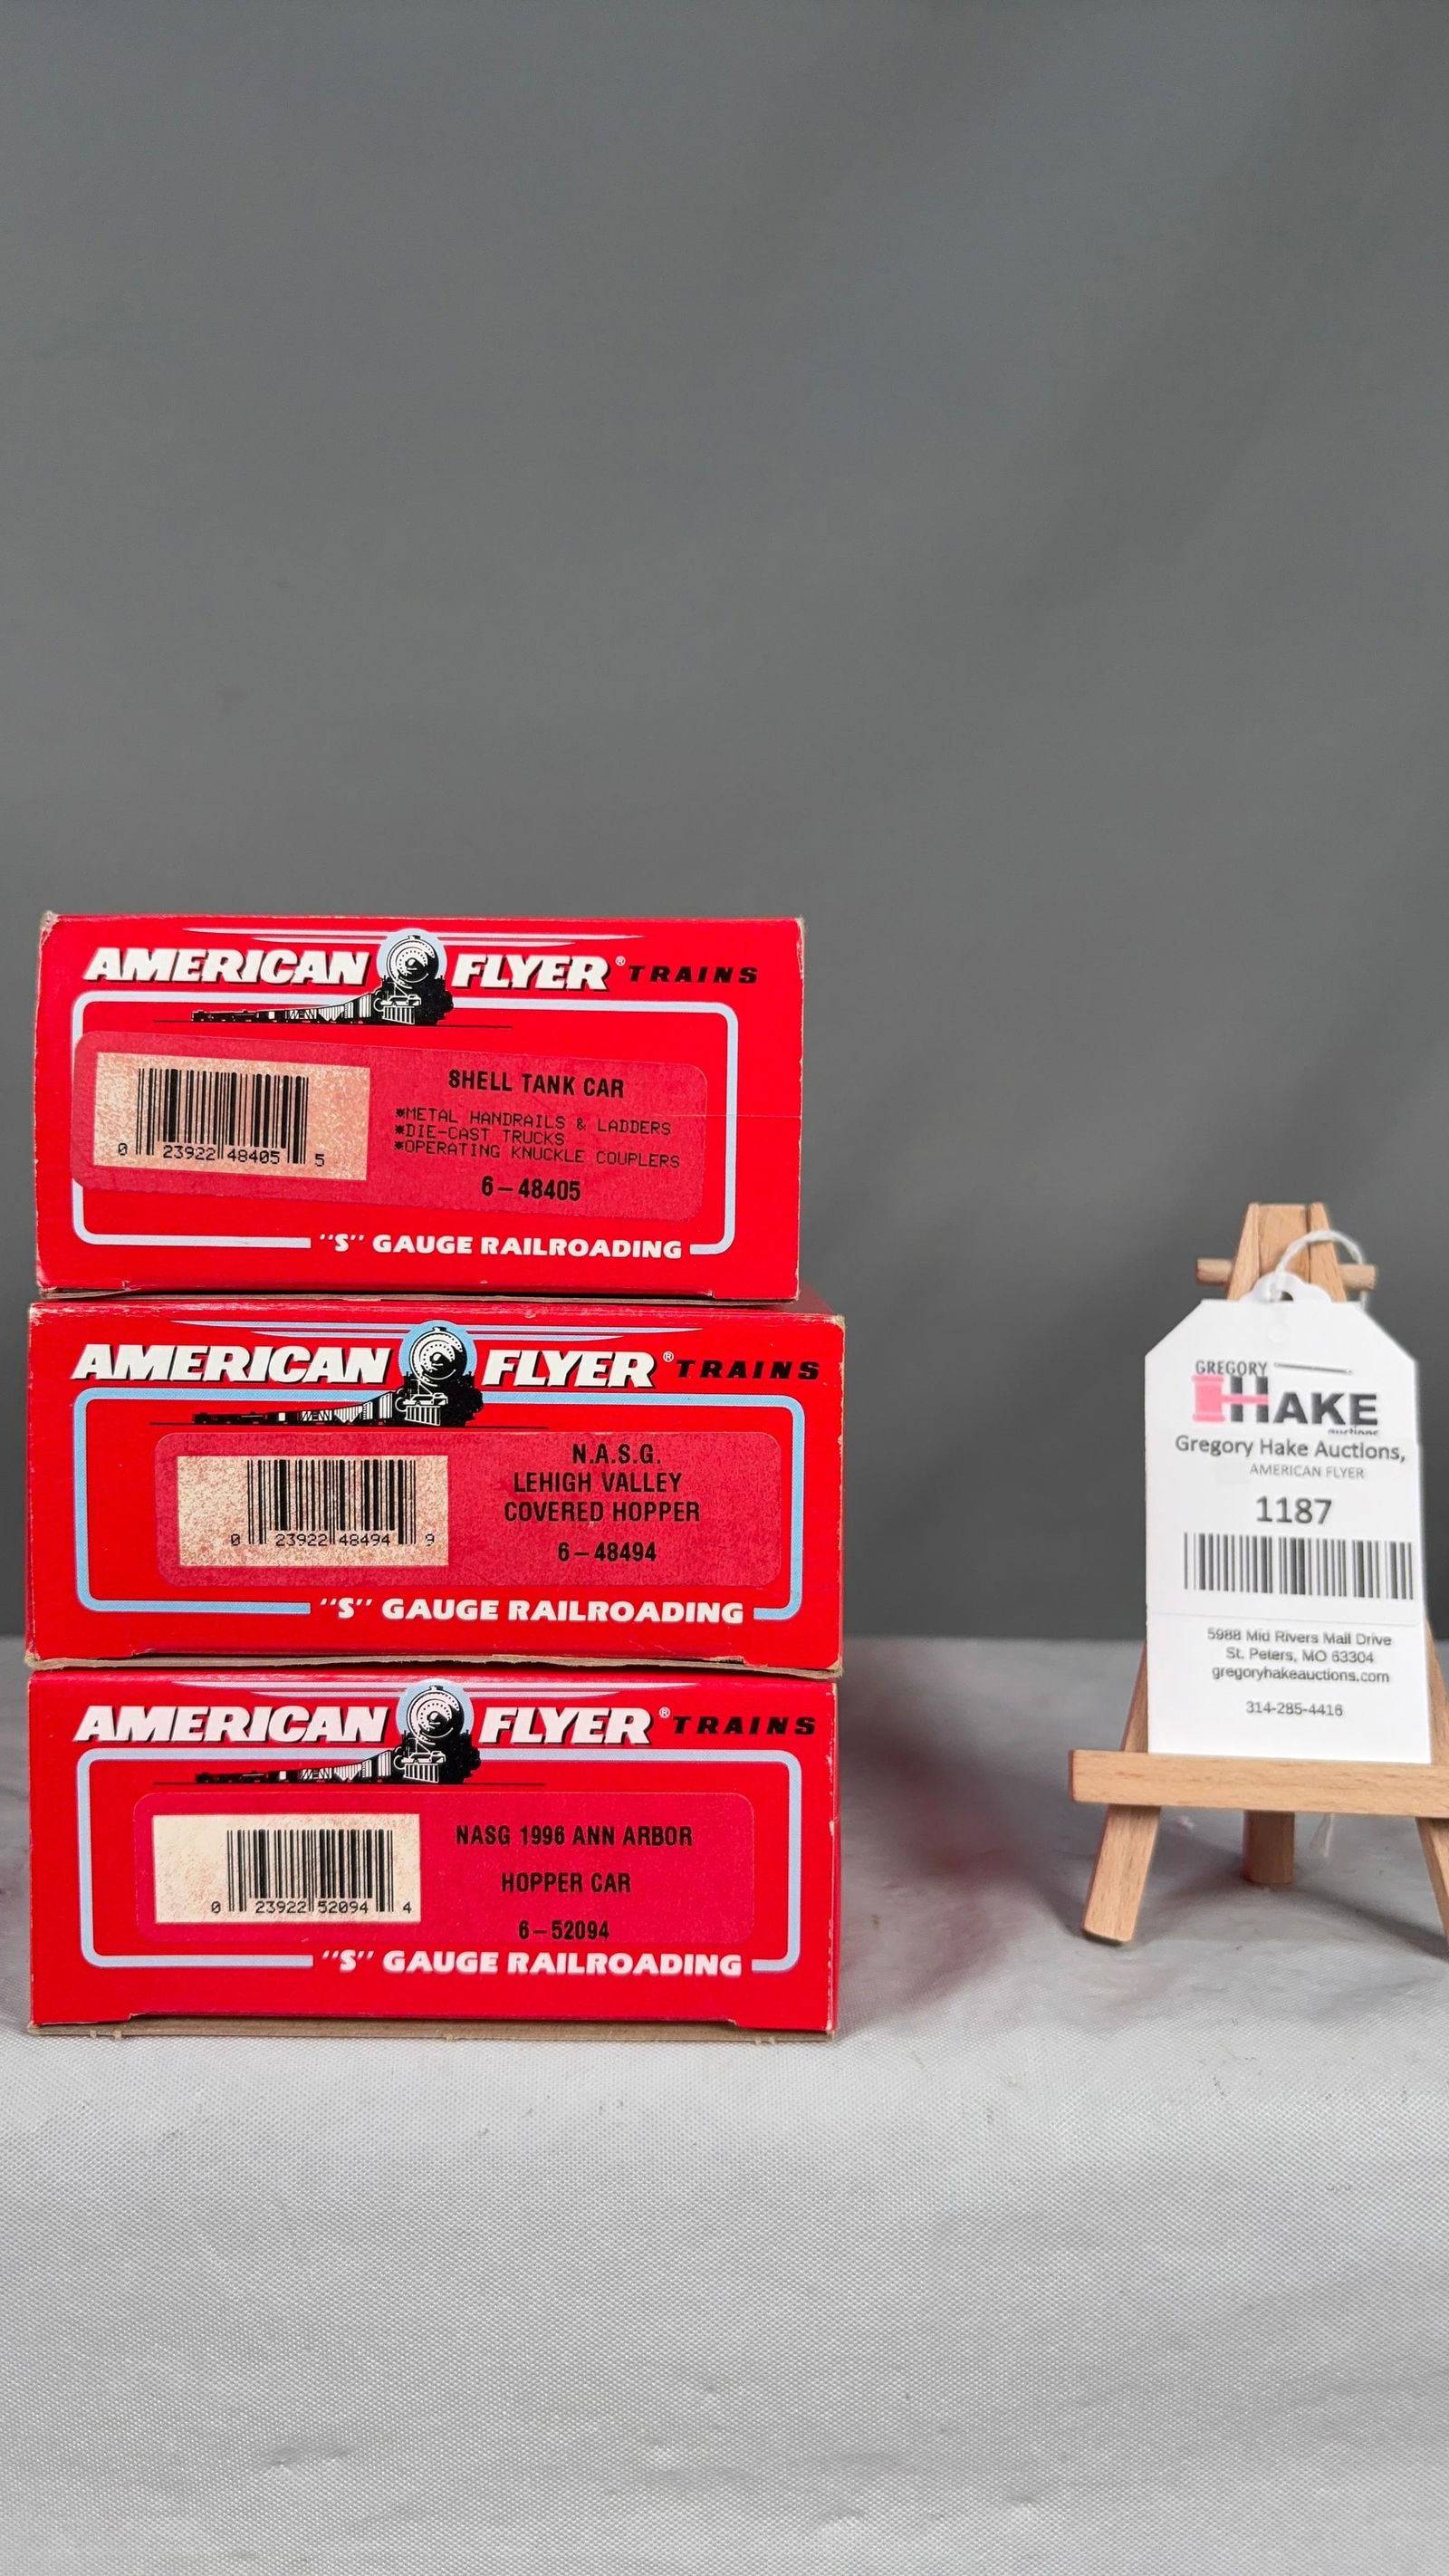 AMERICAN FLYER® TRAINS
SHELL TANK CAR
*METAL HANDRAILS & LADDERS
*DIE-CAST TRUCKS
*OPERATING KNUCKLE COUPLERS
0 23922 48405 5
6-48405
"S" GAUGE RAILROADING
AMERICAN FLYER® TRAINS
N.A.S.G.
LEHIGH VALLEY
COVERED HOPPER
0 23922 48494 9
6-48494
"S" GAUGE RAILROADING
AMERICAN FLYER® TRAINS
NASG 1996 ANN ARBOR
HOPPER CAR
0 23922 52094 4
6-52094
"S" GAUGE RAILROADING
GREGORY
HAKE
auctions
Gregory Hake Auctions,
AMERICAN FLYER
1187
5988 Mid Rivers Mall Drive
St. Peters, MO 63304
gregoryhakeauctions.com
314-285-4416